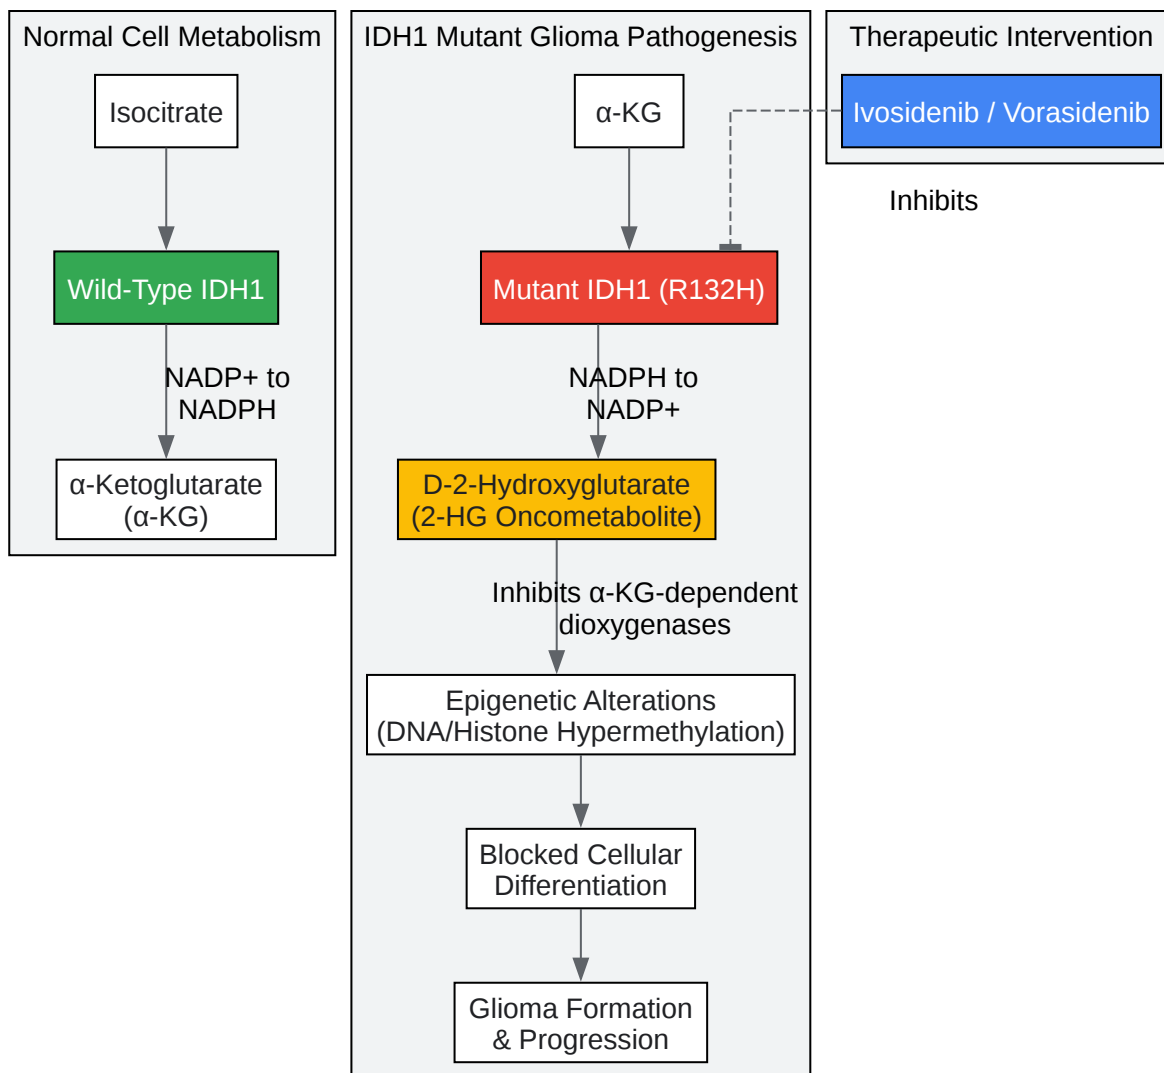 Normal Cell Metabolism
Isocitrate
Wild-Type IDH1
NADP+ to
NADPH
α-Ketoglutarate
(α-KG)
IDH1 Mutant Glioma Pathogenesis
α-KG
Mutant IDH1 (R132H)
NADPH to
NADP+
D-2-Hydroxyglutarate
(2-HG Oncometabolite)
Inhibits α-KG-dependent
dioxygenases
Epigenetic Alterations
(DNA/Histone Hypermethylation)
Blocked Cellular
Differentiation
Glioma Formation
& Progression
Therapeutic Intervention
Ivosidenib / Vorasidenib
Inhibits